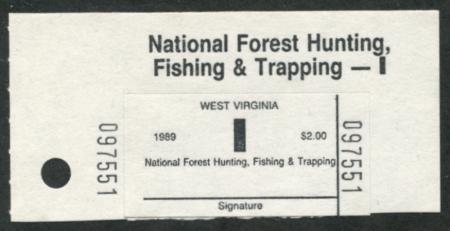 National Forest Hunting,
Fishing & Trapping — I
WEST VIRGINIA
1989 I $2.00
National Forest Hunting, Fishing & Trapping
Signature
097551
097551